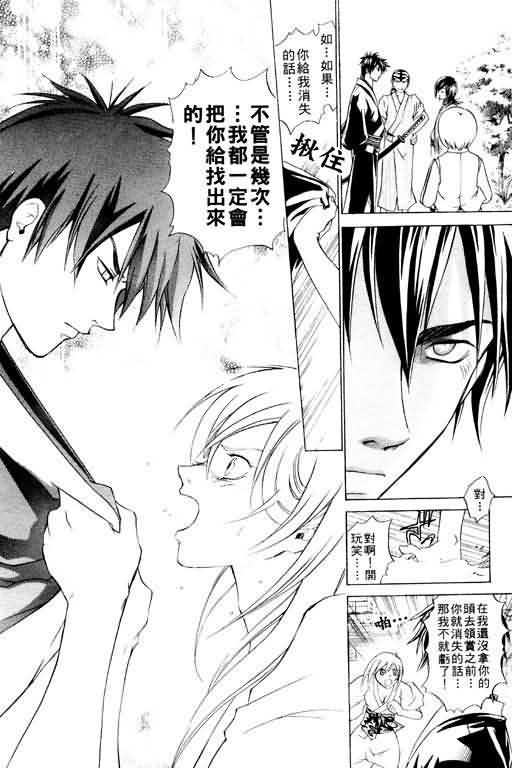 對…
對啊！開
玩笑……
在我還沒拿你的
頭去領賞之前…
你就消失的話…
那我不就虧了！
啪…
如…如果…
你給我消失
的話……
揪住
不管是幾次…
…我都一定會
把你給找出來
的！